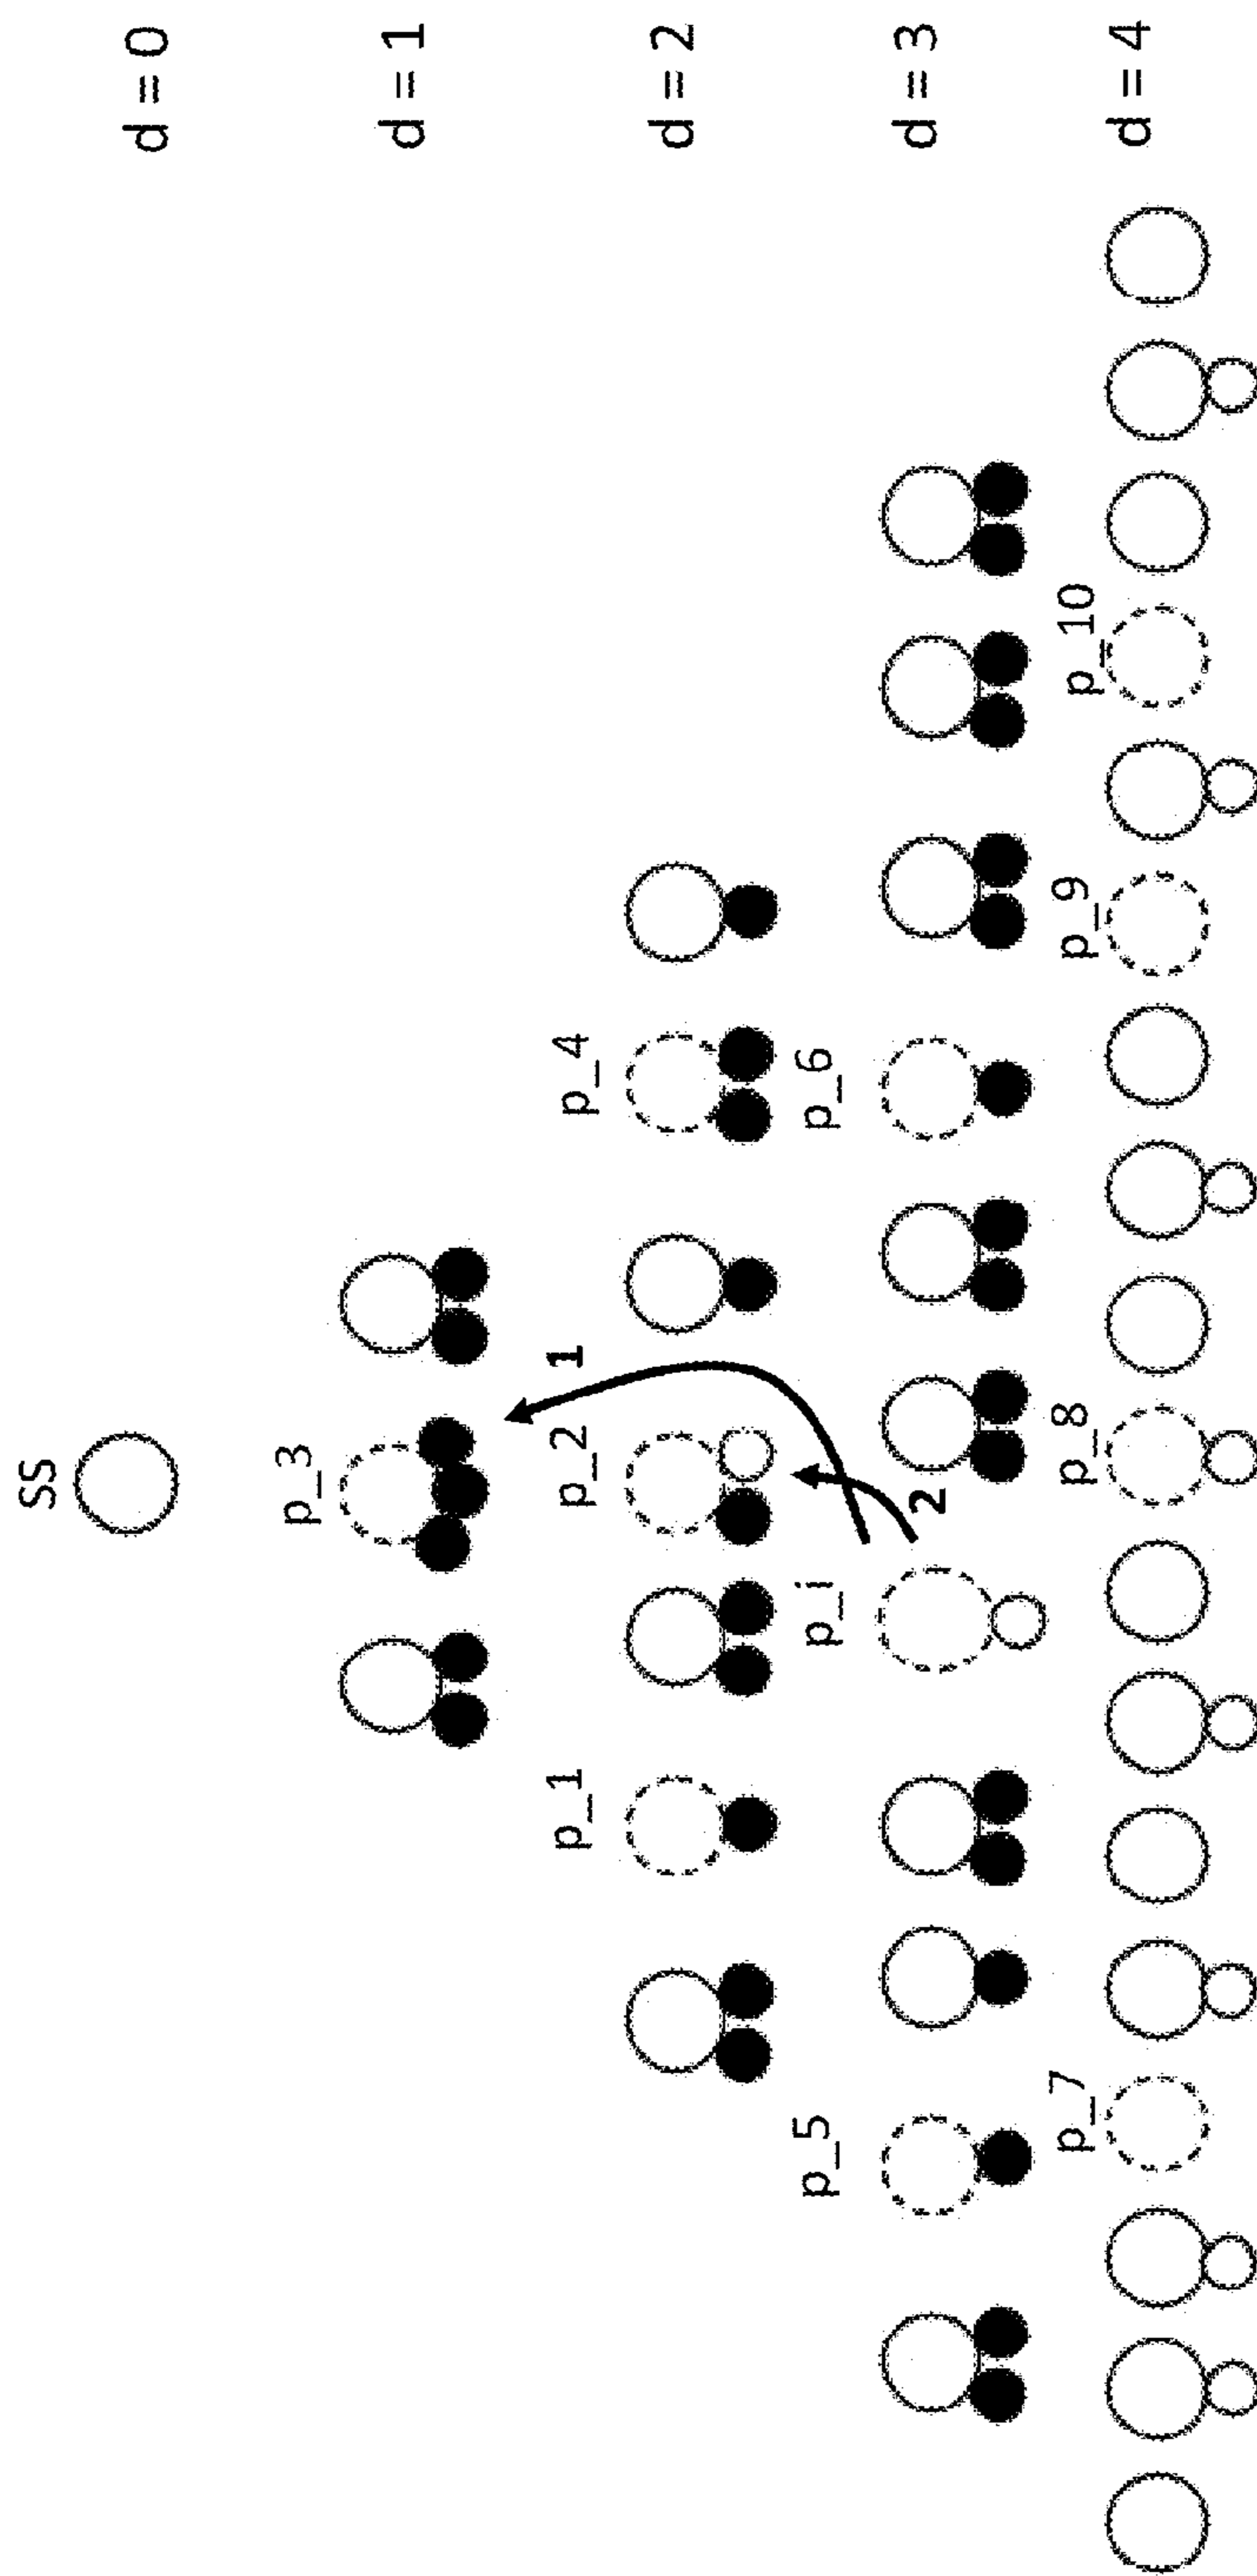 SS
d = 0
p_3
d = 1
1
p_1
p_2
p_4
d = 2
2
p_5
p_i
p_6
d = 3
p_7
p_8
p_9
p_10
d = 4